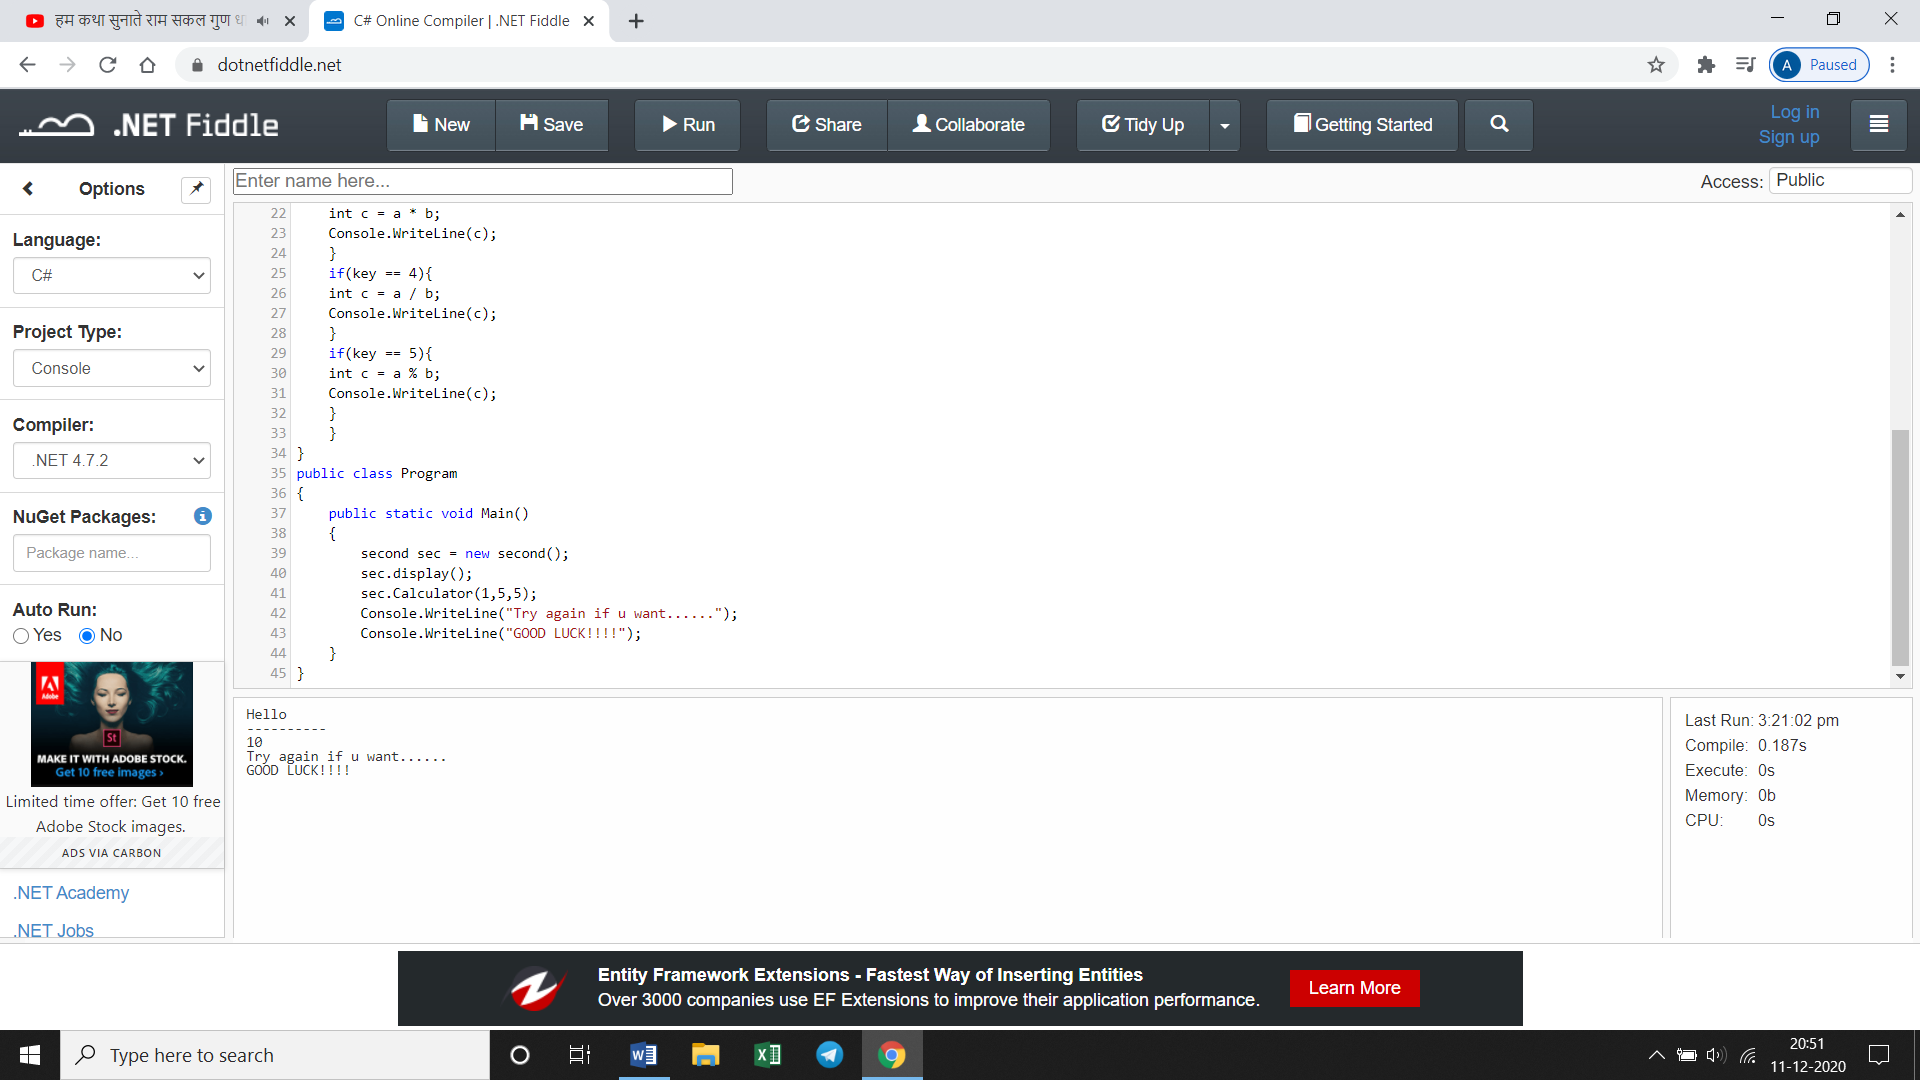 हम कथा सुनाते राम सकल गुण
C# Online Compiler | .NET Fiddle
dotnetfiddle.net
A Paused
.NET Fiddle
New
Save
Run
Share
Collaborate
Tidy Up
Getting Started
Log in
Sign up
Options
Enter name here...
Access: Public
Language:
C#
Project Type:
Console
Compiler:
.NET 4.7.2
NuGet Packages:
Package name...
Auto Run:
Yes No
Adobe
St
MAKE IT WITH ADOBE STOCK.
Get 10 free images ›
Limited time offer: Get 10 free
Adobe Stock images.
ADS VIA CARBON
.NET Academy
.NET Jobs
22 int c = a * b;
23 Console.WriteLine(c);
24 }
25 if(key == 4){
26 int c = a / b;
27 Console.WriteLine(c);
28 }
29 if(key == 5){
30 int c = a % b;
31 Console.WriteLine(c);
32 }
33 }
34 }
35 public class Program
36 {
37 public static void Main()
38 {
39 second sec = new second();
40 sec.display();
41 sec.Calculator(1,5,5);
42 Console.WriteLine("Try again if u want......");
43 Console.WriteLine("GOOD LUCK!!!!");
44 }
45 }
Hello
----------
10
Try again if u want......
GOOD LUCK!!!!
Last Run: 3:21:02 pm
Compile: 0.187s
Execute: 0s
Memory: 0b
CPU: 0s
Entity Framework Extensions - Fastest Way of Inserting Entities
Over 3000 companies use EF Extensions to improve their application performance.
Learn More
Type here to search
20:51
11-12-2020